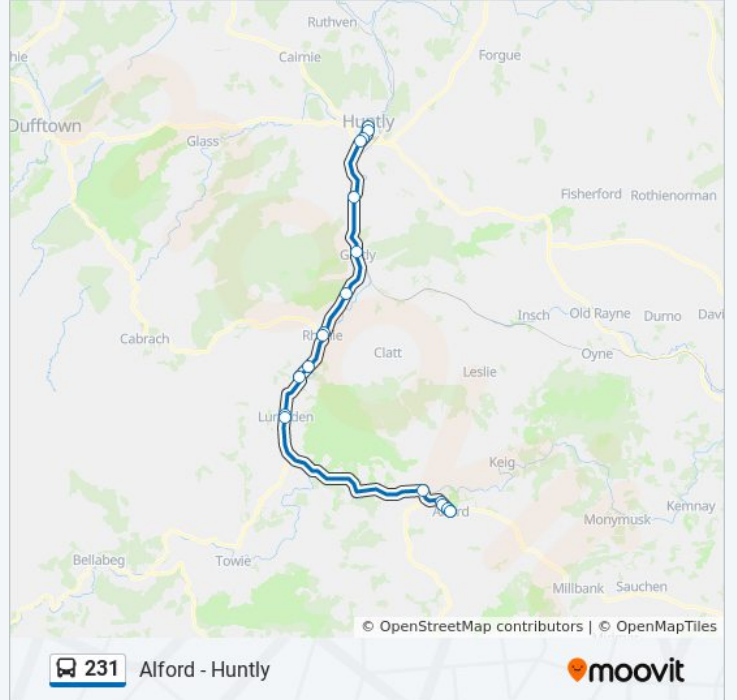 Ruthven
hie
Cairnie
Forgue
Dufftown
Huntly
Glass
Fisherford
Rothienorman
Insch
Old Rayne
Durno
Davi
Cabrach
Clatt
Oyne
Leslie
Keig
Kemnay
Monymusk
Bellabeg
Towie
Millbank
Sauchen
© OpenStreetMap contributors | © OpenMapTiles
231 Alford - Huntly
moovit